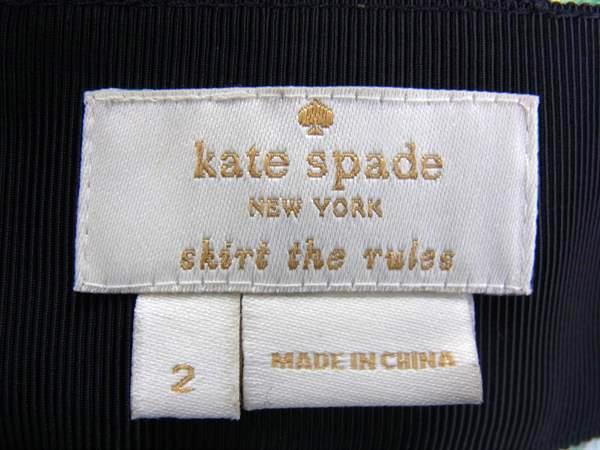 kate spade
NEW YORK
skirt the rules
2
MADE IN CHINA